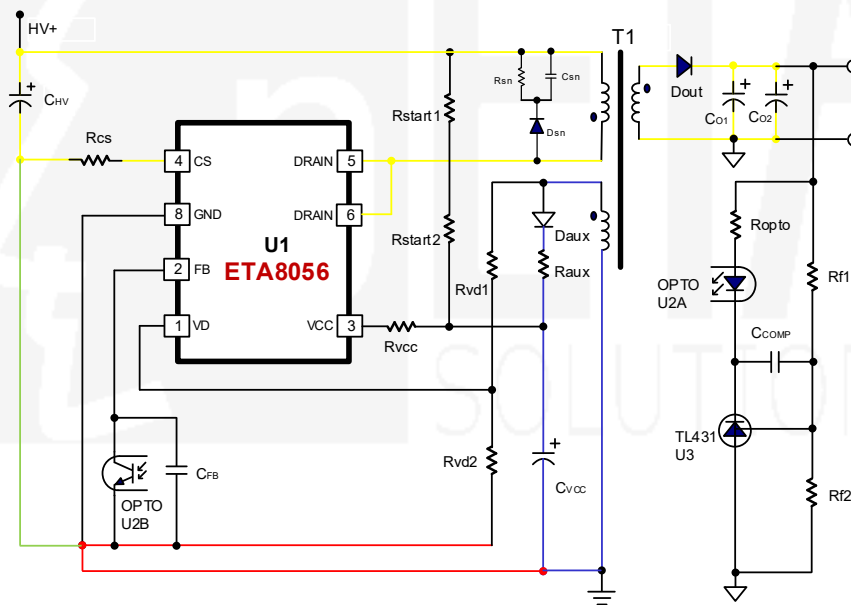 HV+
T1
CHV
Rsn
Csn
Rstart1
Dsn
Dout
CO1
CO2
Rcs
4
CS
DRAIN
5
8
GND
DRAIN
6
U1
ETA8056
Rstart2
Daux
Ropto
2
FB
Rvd1
Raux
OPTO
U2A
Rf1
1
VD
VCC
3
Rvcc
CCOMP
SOLUTION
TL431
U3
Rvd2
CFB
CVCC
OPTO
U2B
Rf2